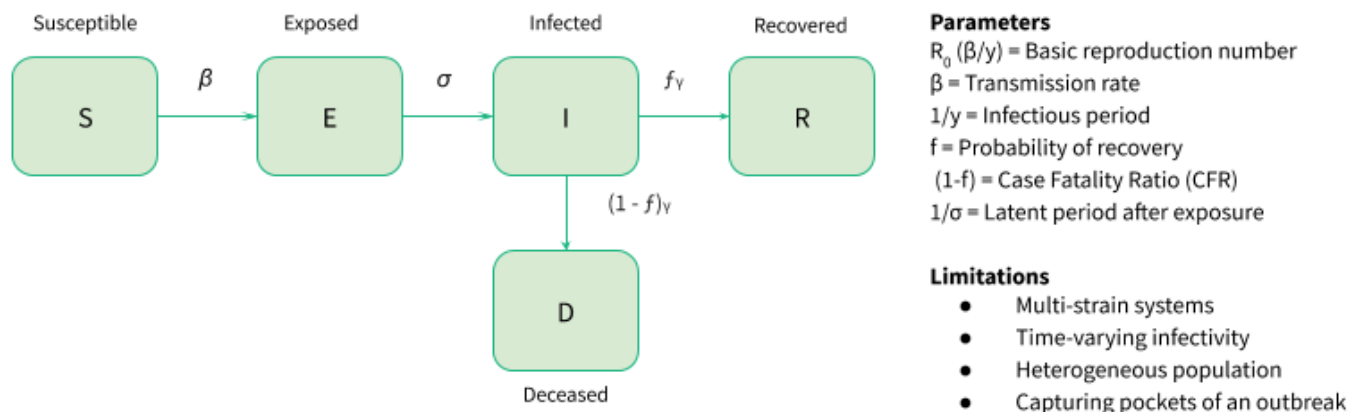 Susceptible
Exposed
Infected
Recovered
S
β
E
σ
I
fγ
R
(1 - f)γ
D
Deceased
Parameters
R₀ (β/y) = Basic reproduction number
β = Transmission rate
1/y = Infectious period
f = Probability of recovery
(1-f) = Case Fatality Ratio (CFR)
1/σ = Latent period after exposure
Limitations
● Multi-strain systems
● Time-varying infectivity
● Heterogeneous population
● Capturing pockets of an outbreak